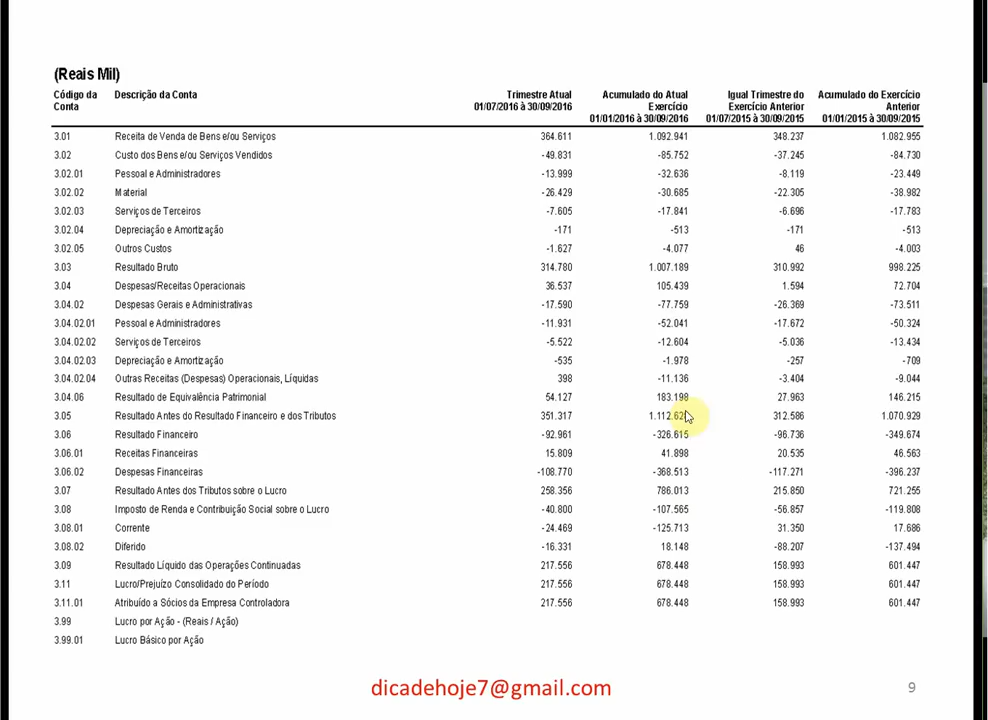 (Reais Mil)
Código da Conta Descrição da Conta Trimestre Atual 01/07/2016 à 30/09/2016 Acumulado do Atual Exercício 01/01/2016 à 30/09/2016 Igual Trimestre do Exercício Anterior 01/07/2015 à 30/09/2015 Acumulado do Exercício Anterior 01/01/2015 à 30/09/2015
3.01 Receita de Venda de Bens e/ou Serviços 364.611 1.092.941 348.237 1.082.955
3.02 Custo dos Bens e/ou Serviços Vendidos -49.831 -85.752 -37.245 -84.730
3.02.01 Pessoal e Administradores -13.999 -32.636 -8.119 -23.449
3.02.02 Material -26.429 -30.685 -22.305 -38.982
3.02.03 Serviços de Terceiros -7.605 -17.841 -6.696 -17.783
3.02.04 Depreciação e Amortização -171 -513 -171 -513
3.02.05 Outros Custos -1.627 -4.077 46 -4.003
3.03 Resultado Bruto 314.780 1.007.189 310.992 998.225
3.04 Despesas/Receitas Operacionais 36.537 105.439 1.594 72.704
3.04.02 Despesas Gerais e Administrativas -17.590 -77.759 -26.369 -73.511
3.04.02.01 Pessoal e Administradores -11.931 -52.041 -17.672 -50.324
3.04.02.02 Serviços de Terceiros -5.522 -12.604 -5.036 -13.434
3.04.02.03 Depreciação e Amortização -535 -1.978 -257 -709
3.04.02.04 Outras Receitas (Despesas) Operacionais, Líquidas 398 -11.136 -3.404 -9.044
3.04.06 Resultado de Equivalência Patrimonial 54.127 183.198 27.963 146.215
3.05 Resultado Antes do Resultado Financeiro e dos Tributos 351.317 312.586 1.070.929
3.06 Resultado Financeiro -92.961 -326.615 -96.736 -349.674
3.06.01 Receitas Financeiras 15.809 41.898 20.535 46.563
3.06.02 Despesas Financeiras -108.770 -368.513 -117.271 -396.237
3.07 Resultado Antes dos Tributos sobre o Lucro 258.356 786.013 215.850 721.255
3.08 Imposto de Renda e Contribuição Social sobre o Lucro -40.800 -107.565 -56.857 -119.808
3.08.01 Corrente -24.469 -125.713 31.350 17.686
3.08.02 Diferido -16.331 18.148 -88.207 -137.494
3.09 Resultado Líquido das Operações Continuadas 217.556 678.448 158.993 601.447
3.11 Lucro/Prejuízo Consolidado do Período 217.556 678.448 158.993 601.447
3.11.01 Atribuído a Sócios da Empresa Controladora 217.556 678.448 158.993 601.447
3.99 Lucro por Ação - (Reais / Ação)
3.99.01 Lucro Básico por Ação
dicadehoje7@gmail.com 9